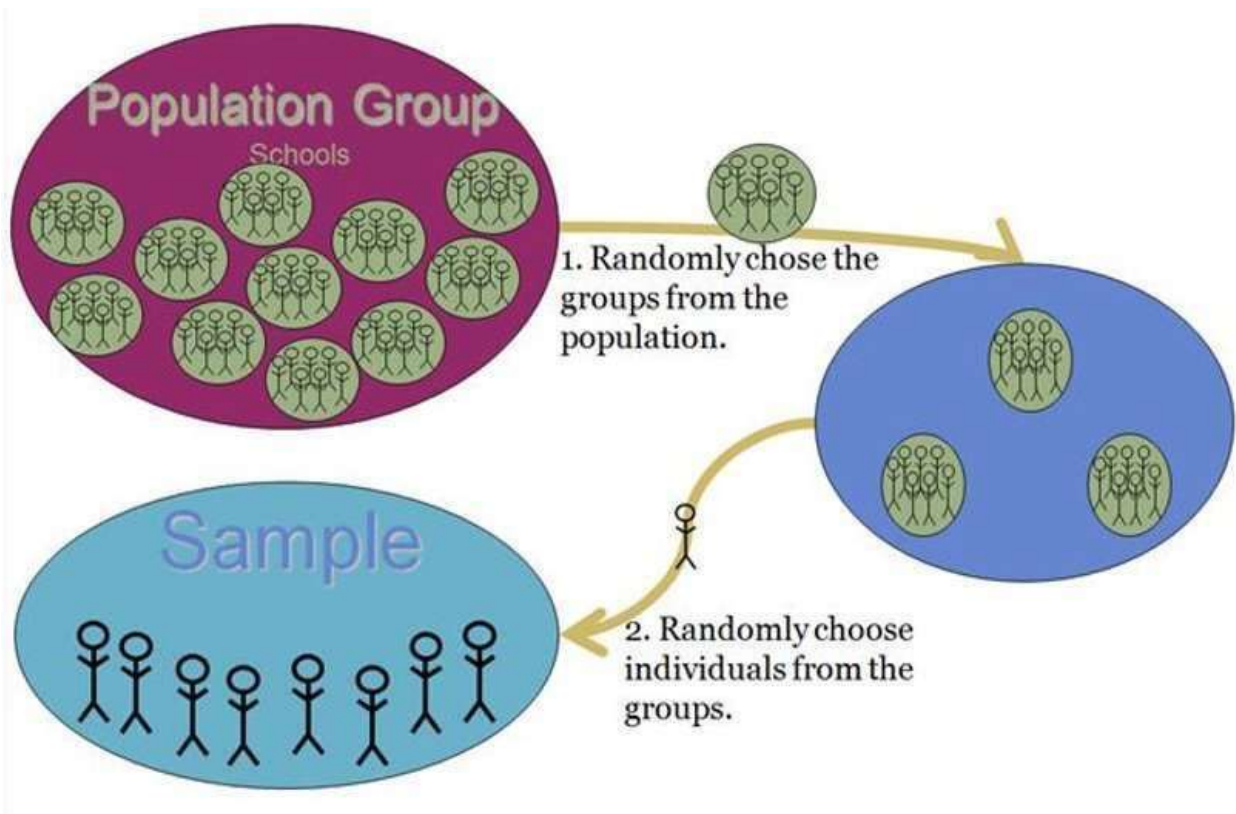 Population Group
Schools
1. Randomly chose the
groups from the
population.
Sample
2. Randomly choose
individuals from the
groups.